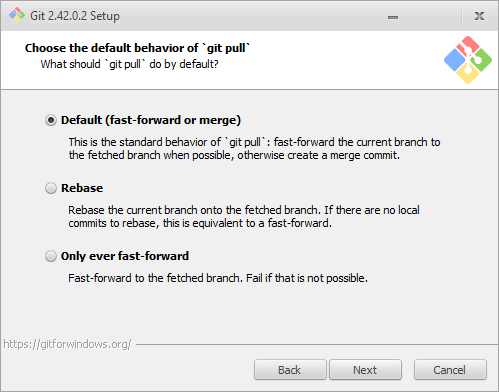 Git 2.42.0.2 Setup
Choose the default behavior of `git pull`
What should `git pull` do by default?
Default (fast-forward or merge)
This is the standard behavior of `git pull`: fast-forward the current branch to
the fetched branch when possible, otherwise create a merge commit.
Rebase
Rebase the current branch onto the fetched branch. If there are no local
commits to rebase, this is equivalent to a fast-forward.
Only ever fast-forward
Fast-forward to the fetched branch. Fail if that is not possible.
https://gitforwindows.org/
Back Next Cancel